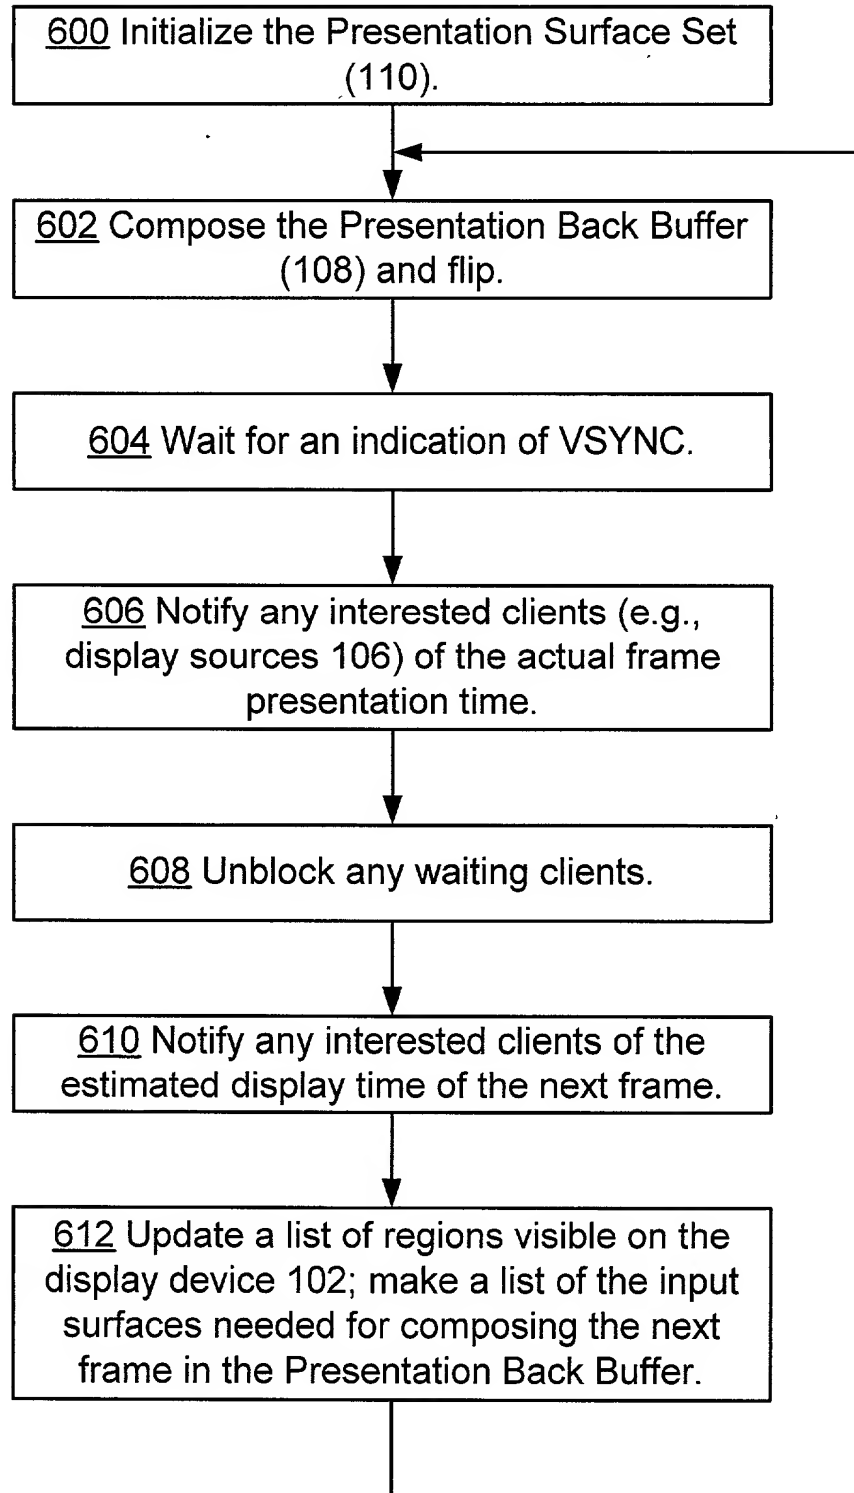 600 Initialize the Presentation Surface Set
(110).
602 Compose the Presentation Back Buffer
(108) and flip.
604 Wait for an indication of VSYNC.
606 Notify any interested clients (e.g.,
display sources 106) of the actual frame
presentation time.
608 Unblock any waiting clients.
610 Notify any interested clients of the
estimated display time of the next frame.
612 Update a list of regions visible on the
display device 102; make a list of the input
surfaces needed for composing the next
frame in the Presentation Back Buffer.